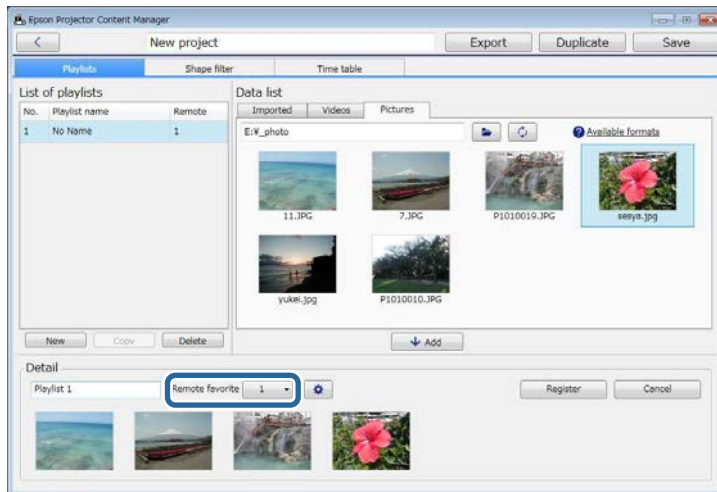 Epson Projector Content Manager
New project
Export
Duplicate
Save
Playlists
Shape filter
Time table
List of playlists
No. Playlist name Remote
1 No Name 1
New
Copy
Delete
Data list
Imported
Videos
Pictures
E:¥_photo
Available formats
11.JPG
7.JPG
P1010019.JPG
sesya.jpg
yukei.jpg
P1010010.JPG
Add
Detail
Playlist 1
Remote favorite 1
Register
Cancel